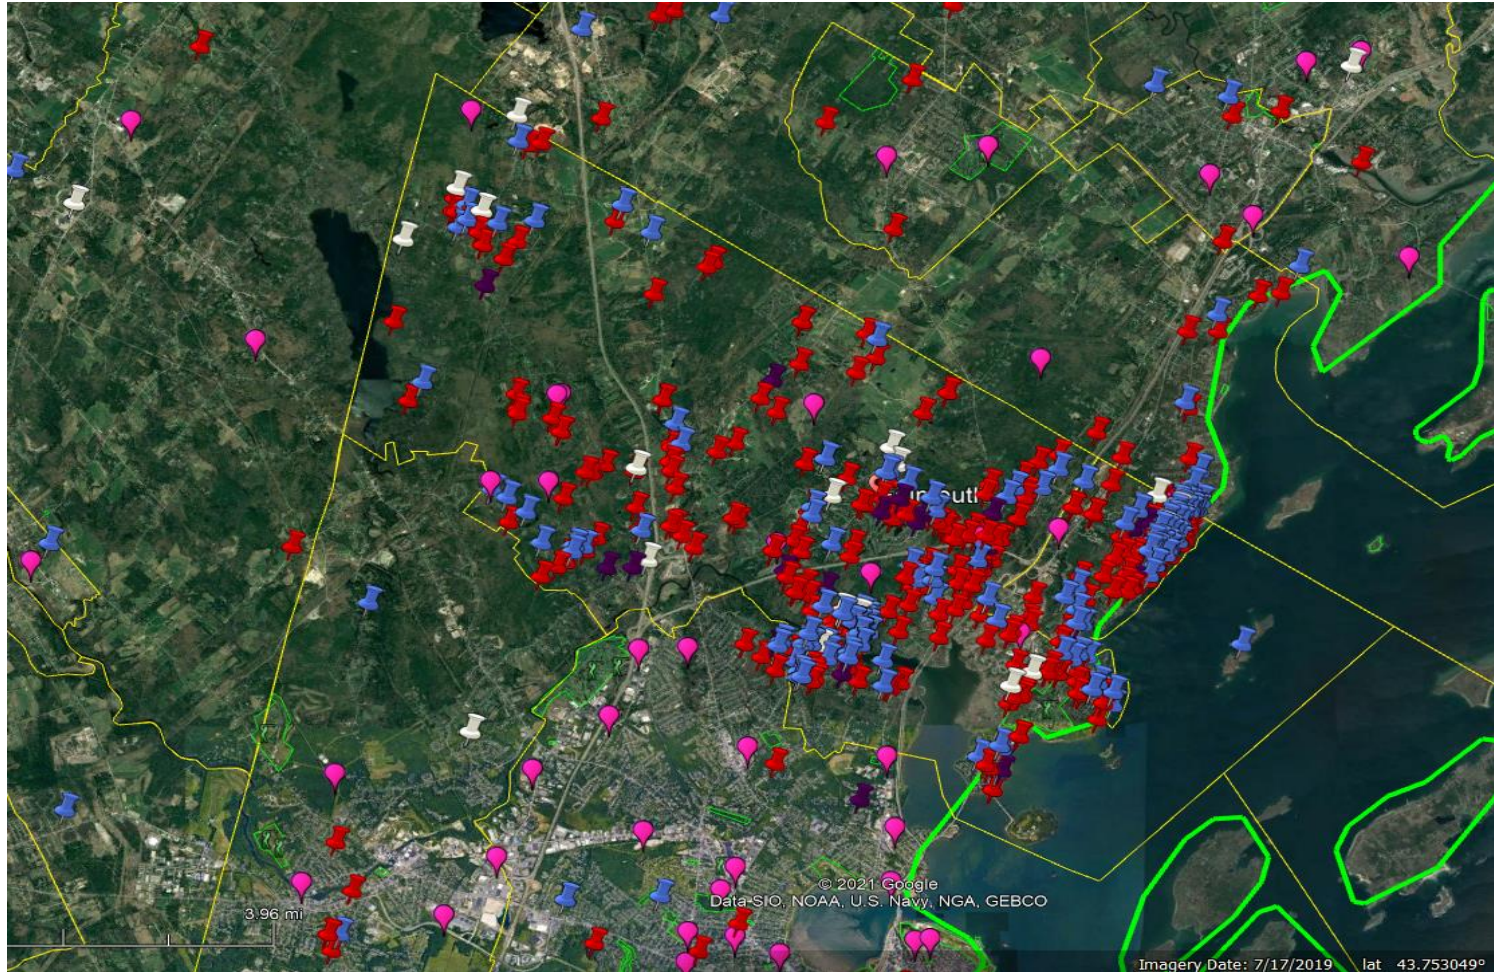 © 2021 Google
Data SIO, NOAA, U.S. Navy, NGA, GEBCO
3.96 mi
Imagery Date: 7/17/2019 lat 43.753049°